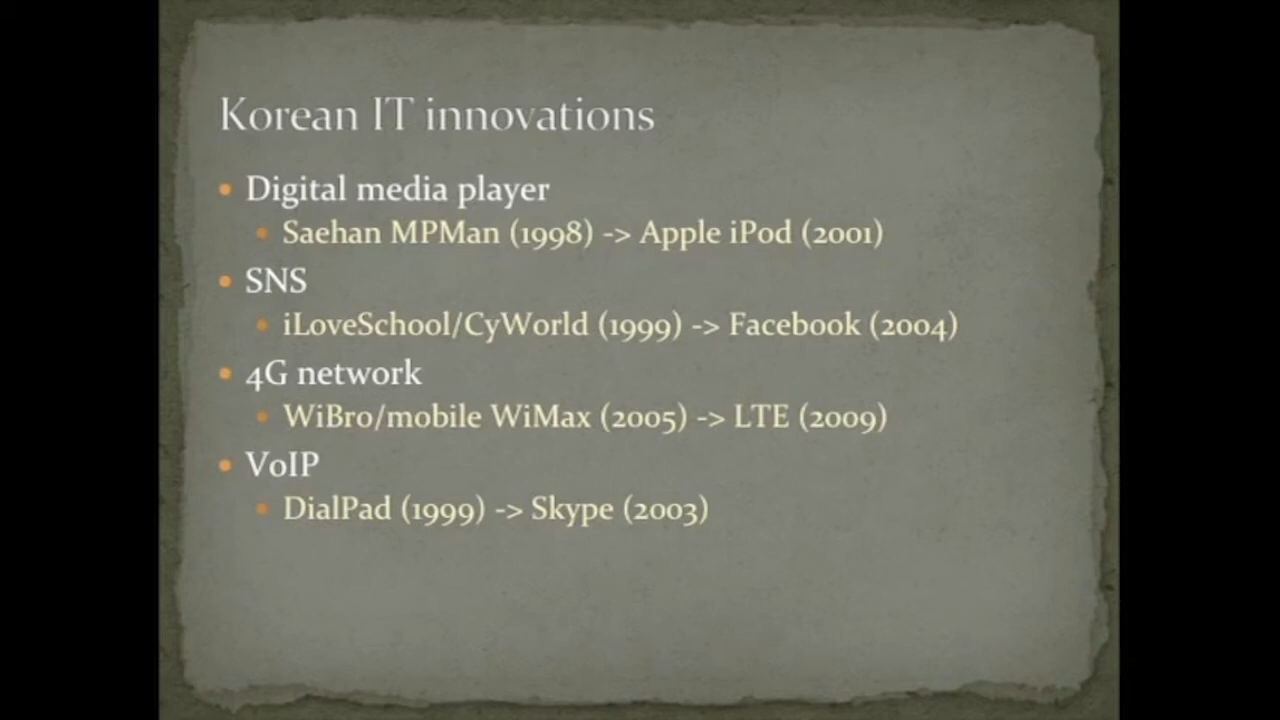 Korean IT innovations
• Digital media player
• Saehan MPMan (1998) -> Apple iPod (2001)
• SNS
• iLoveSchool/CyWorld (1999) -> Facebook (2004)
• 4G network
• WiBro/mobile WiMax (2005) -> LTE (2009)
• VoIP
• DialPad (1999) -> Skype (2003)